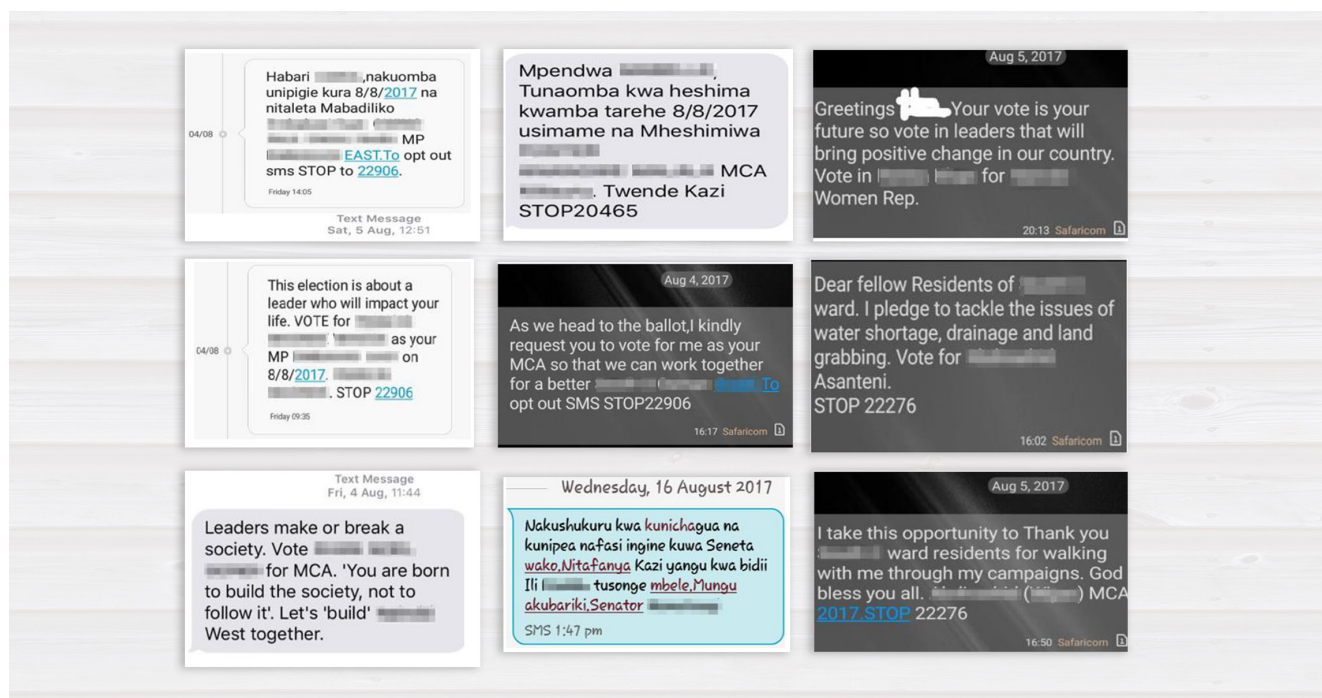 Habari ,nakuomba
unipigie kura 8/8/2017 na
nitaleta Mabadiliko
MP
EAST.To opt out
sms STOP to 22906.
04/08
Friday 14:05
Text Message
Sat, 5 Aug, 12:51
Mpendwa ,
Tunaomba kwa heshima
kwamba tarehe 8/8/2017
usimame na Mheshimiwa
MCA
. Twende Kazi
STOP20465
Aug 5, 2017
Greetings Your vote is your
future so vote in leaders that will
bring positive change in our country.
Vote in for
Women Rep.
20:13 Safaricom 1
This election is about a
leader who will impact your
life. VOTE for
. as your
MP on
8/8/2017.
. STOP 22906
04/08
Friday 09:35
Aug 4, 2017
As we head to the ballot,I kindly
request you to vote for me as your
MCA so that we can work together
for a better To
opt out SMS STOP22906
16:17 Safaricom 1
Dear fellow Residents of
ward. I pledge to tackle the issues of
water shortage, drainage and land
grabbing. Vote for
Asanteni.
STOP 22276
16:02 Safaricom 1
Text Message
Fri, 4 Aug, 11:44
Leaders make or break a
society. Vote
for MCA. 'You are born
to build the society, not to
follow it'. Let's 'build'
West together.
Wednesday, 16 August 2017
Nakushukuru kwa kunichagua na
kunipea nafasi ingine kuwa Seneta
wako.Nitafanya Kazi yangu kwa bidii
Ili tusonge mbele,Mungu
akubariki,Senator
SMS 1:47 pm
Aug 5, 2017
I take this opportunity to Thank you
ward residents for walking
with me through my campaigns. God
bless you all. ( ) MCA
2017.STOP 22276
16:50 Safaricom 1